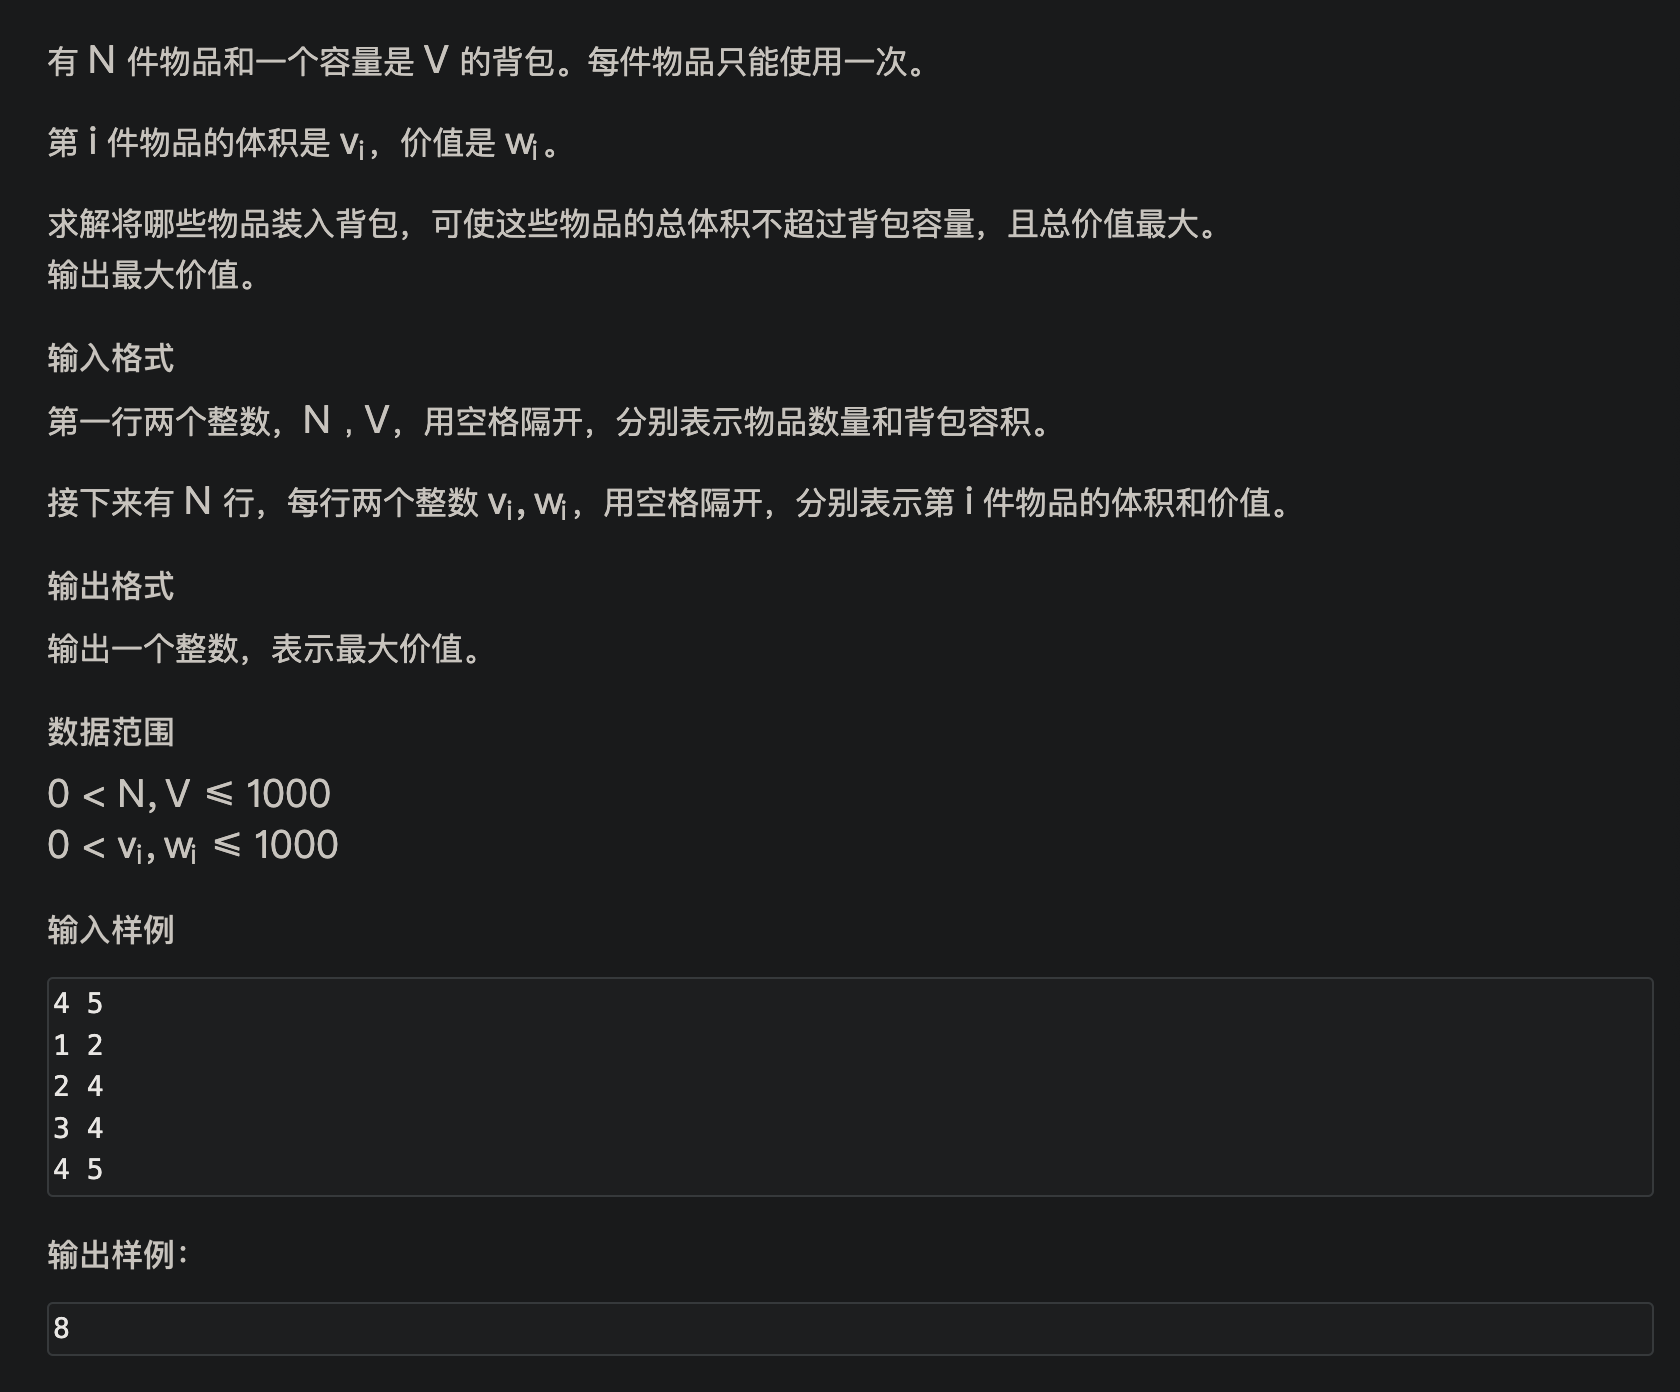 有 N 件物品和一个容量是 V 的背包。每件物品只能使用一次。
第 i 件物品的体积是 vᵢ，价值是 wᵢ。
求解将哪些物品装入背包，可使这些物品的总体积不超过背包容量，且总价值最大。
输出最大价值。
输入格式
第一行两个整数，N , V，用空格隔开，分别表示物品数量和背包容积。
接下来有 N 行，每行两个整数 vᵢ, wᵢ，用空格隔开，分别表示第 i 件物品的体积和价值。
输出格式
输出一个整数，表示最大价值。
数据范围
0 < N, V ⩽ 1000
0 < vᵢ, wᵢ ⩽ 1000
输入样例
4 5
1 2
2 4
3 4
4 5
输出样例：
8